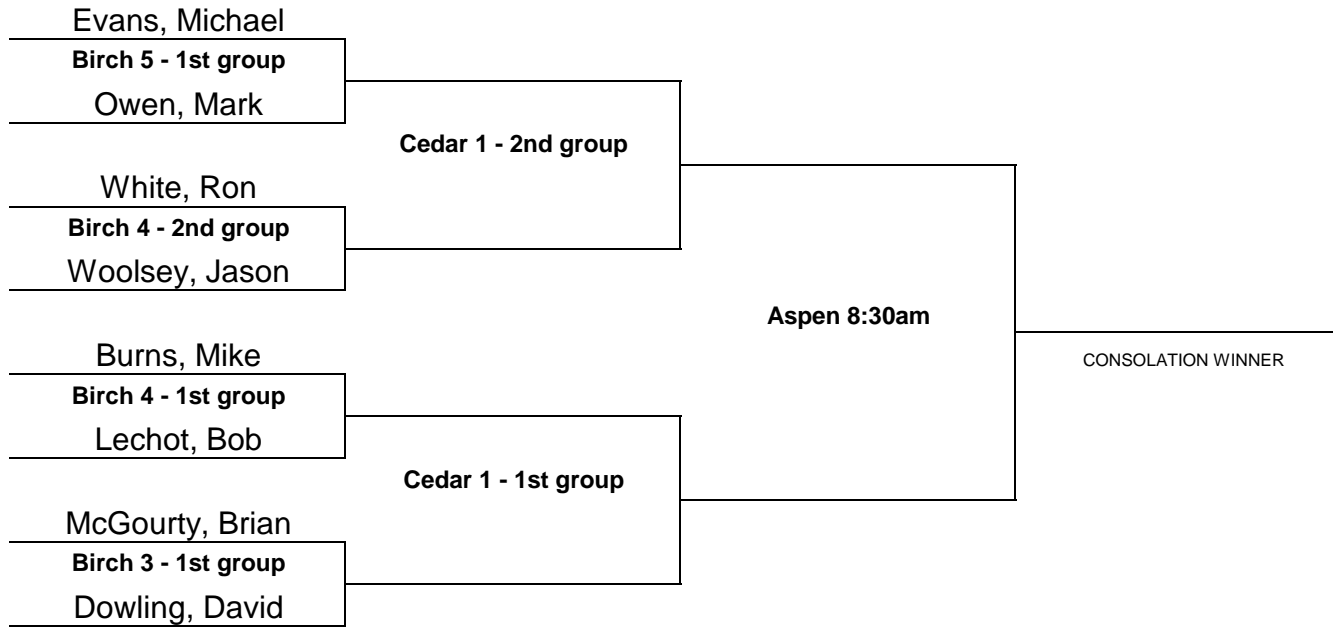 Evans, Michael
Birch 5 - 1st group
Owen, Mark
Cedar 1 - 2nd group
White, Ron
Birch 4 - 2nd group
Woolsey, Jason
Aspen 8:30am
Burns, Mike
CONSOLATION WINNER
Birch 4 - 1st group
Lechot, Bob
Cedar 1 - 1st group
McGourty, Brian
Birch 3 - 1st group
Dowling, David